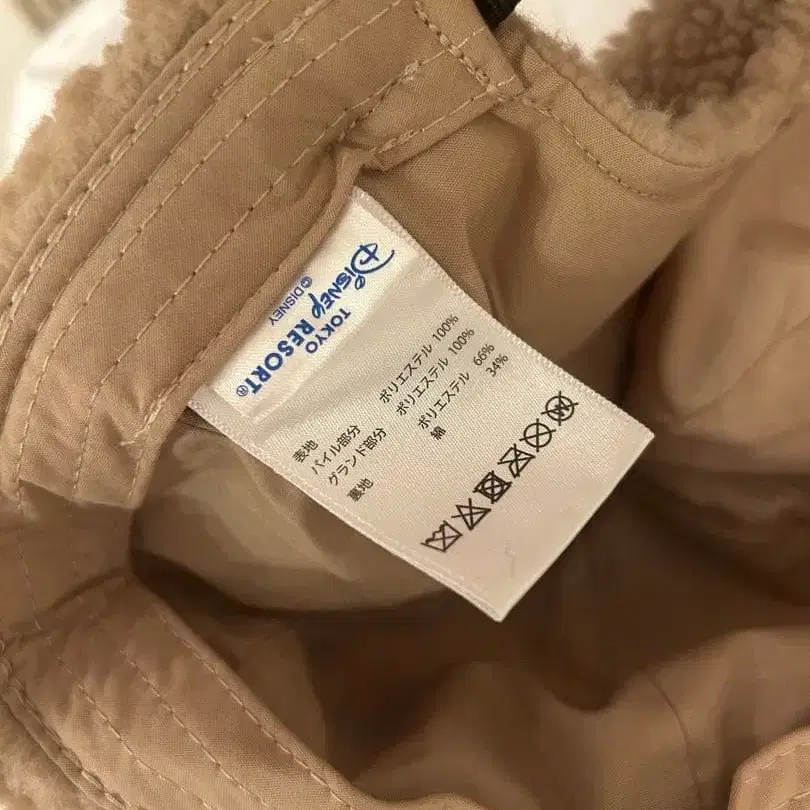 Disney
TOKYO
RESORT®
©DISNEY
表地
パイル部分 ポリエステル 100%
グランド部分 ポリエステル 100%
裏地 ポリエステル 66%
綿 34%